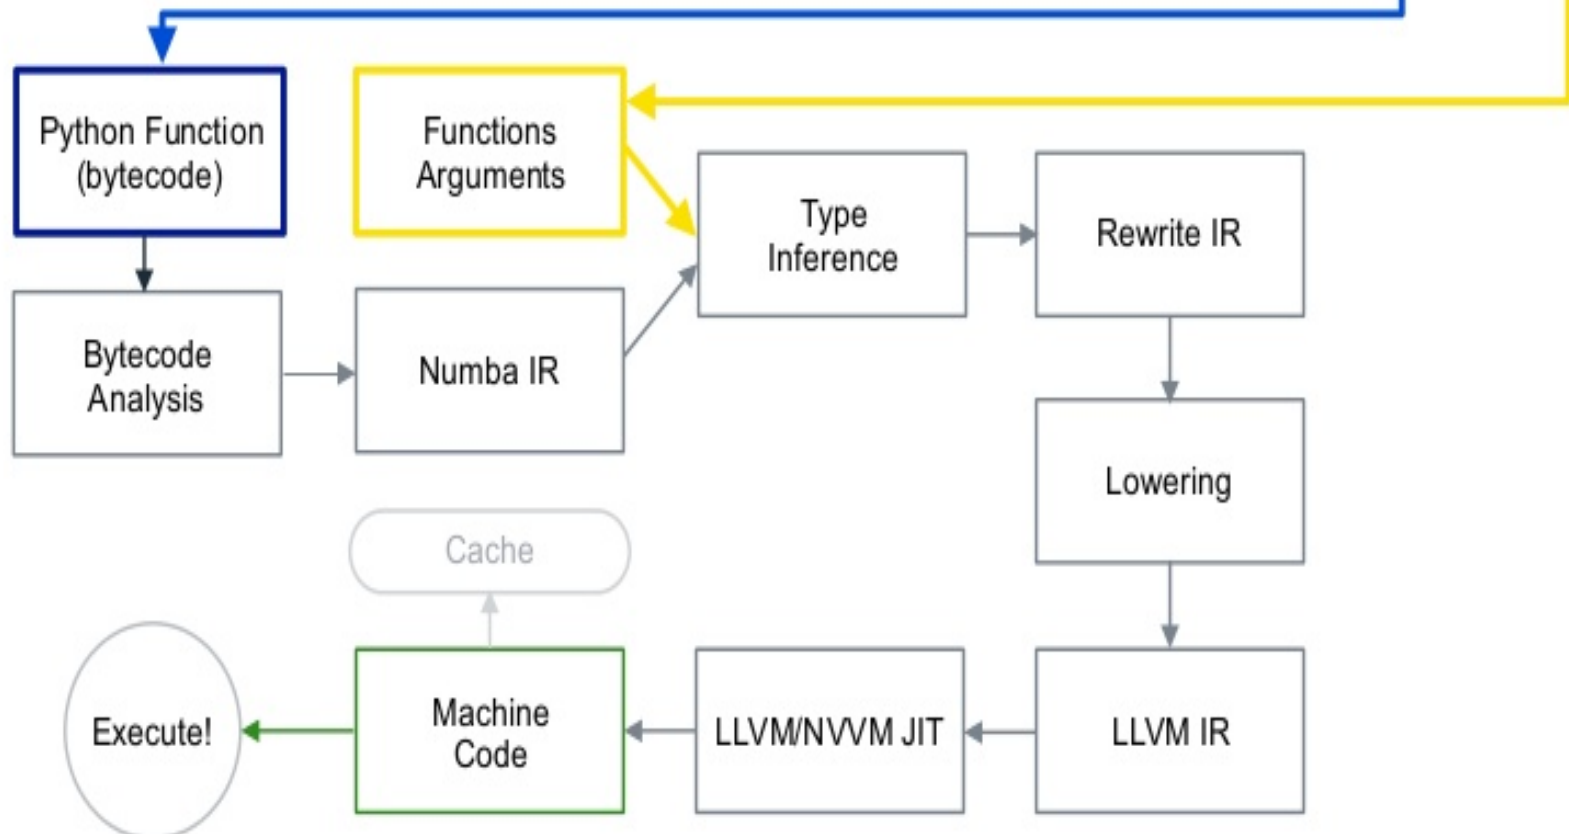 Python Function
(bytecode)
Functions
Arguments
Type
Inference
Rewrite IR
Bytecode
Analysis
Numba IR
Lowering
Cache
Execute!
Machine
Code
LLVM/NVVM JIT
LLVM IR